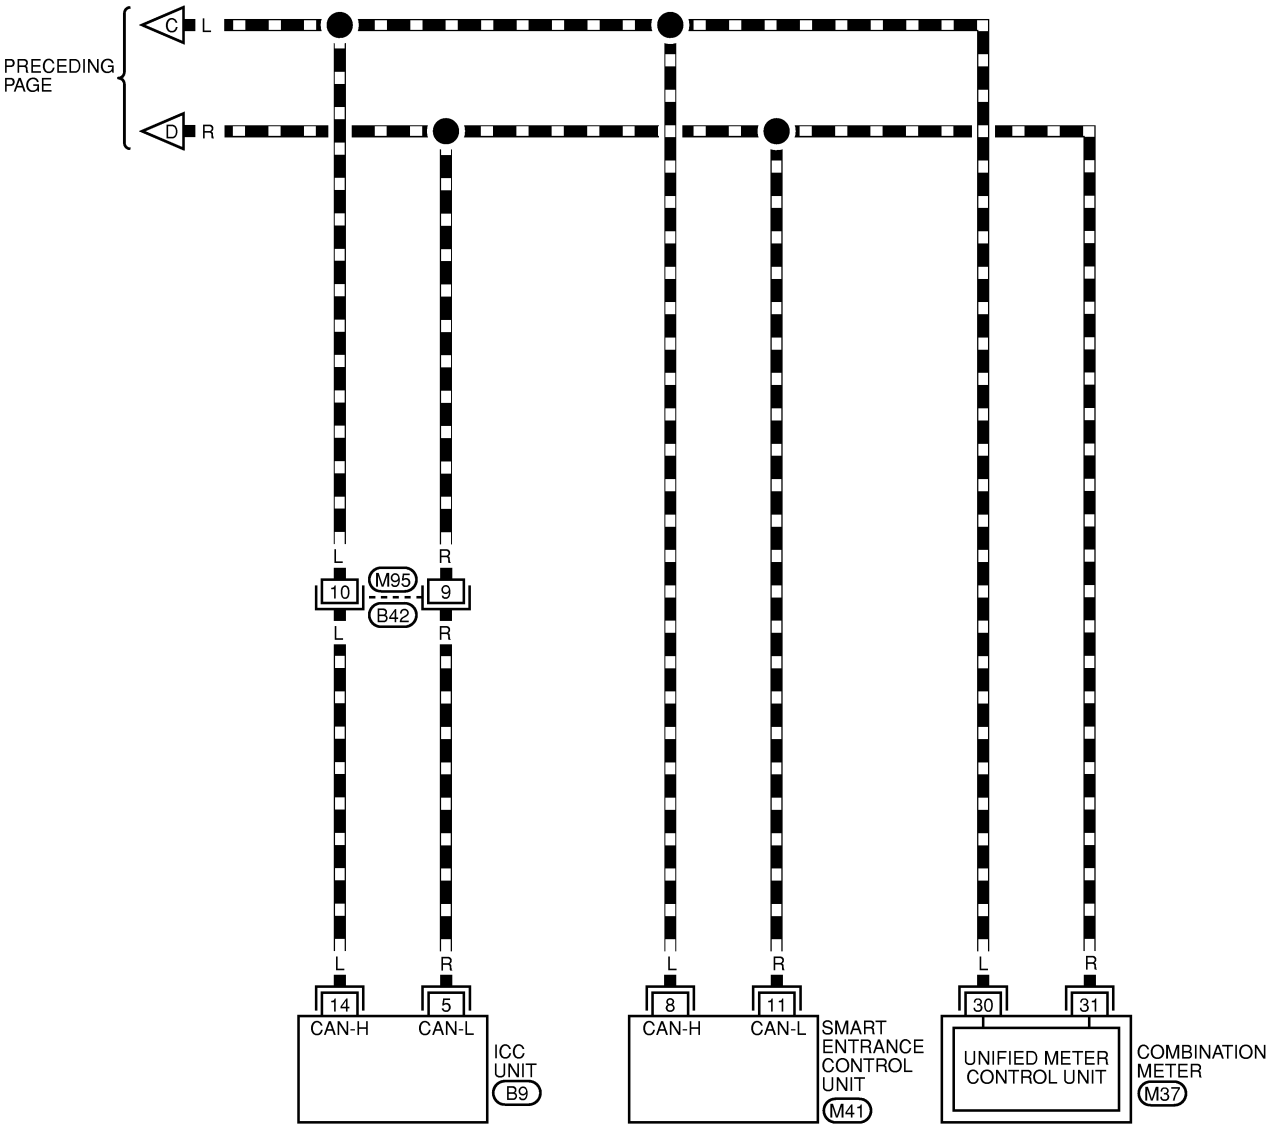 C L
PRECEDING
PAGE
D R
L R
10 M95 9
B42
L R
L R L R L R
14 5 8 11 30 31
CAN-H CAN-L CAN-H CAN-L
ICC
UNIT
B9
SMART
ENTRANCE
CONTROL
UNIT
M41
UNIFIED METER
CONTROL UNIT
COMBINATION
METER
M37